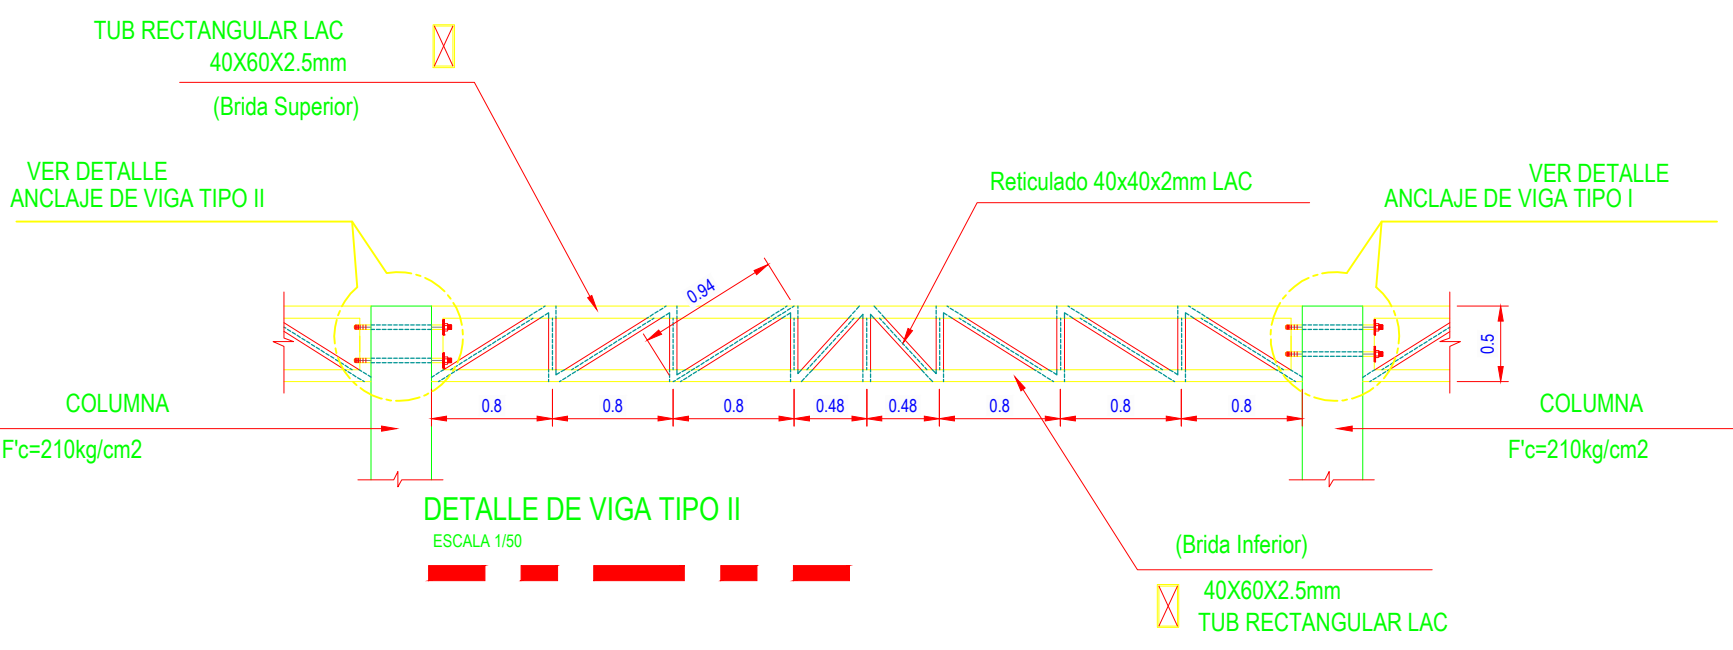 TUB RECTANGULAR LAC
40X60X2.5mm
(Brida Superior)
VER DETALLE
ANCLAJE DE VIGA TIPO II
Reticulado 40x40x2mm LAC
VER DETALLE
ANCLAJE DE VIGA TIPO I
0.94
0.5
COLUMNA
F'c=210kg/cm2
0.8
0.8
0.8
0.48
0.48
0.8
0.8
0.8
COLUMNA
F'c=210kg/cm2
DETALLE DE VIGA TIPO II
ESCALA 1/50
(Brida Inferior)
40X60X2.5mm
TUB RECTANGULAR LAC